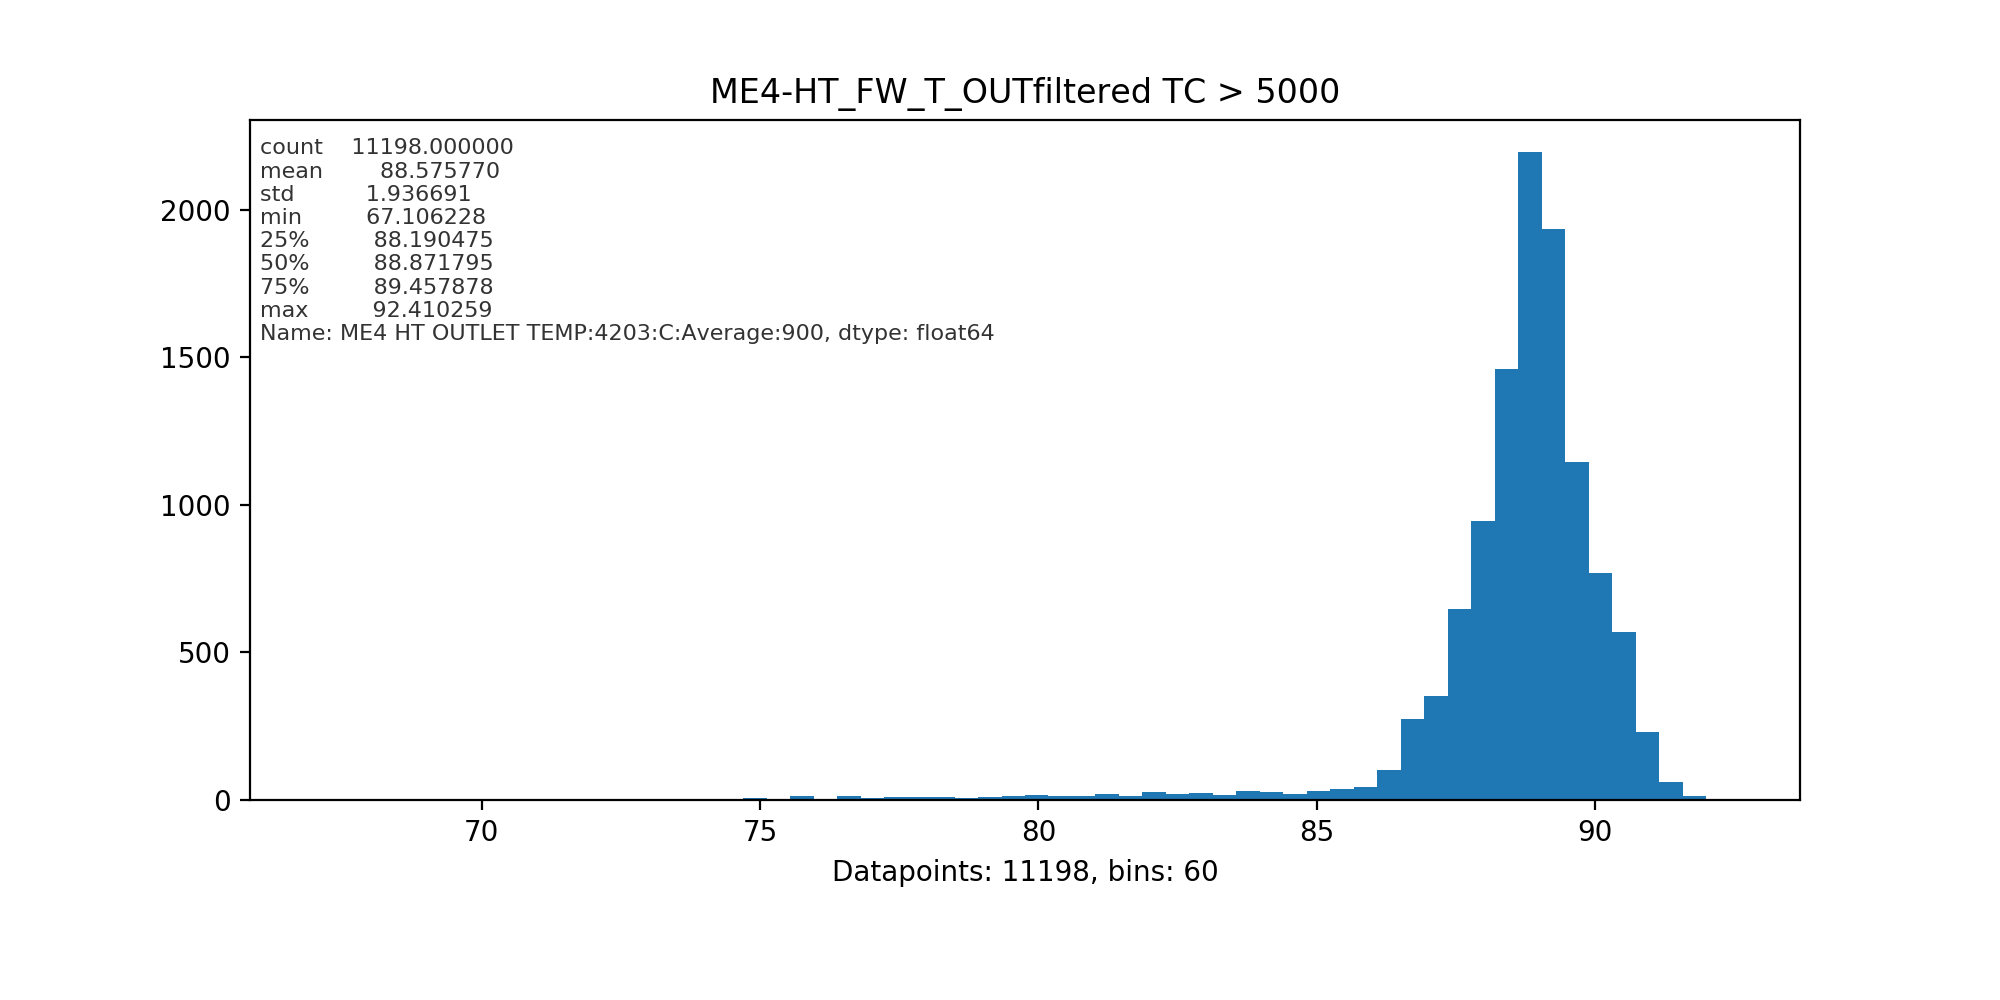 ME4-HT_FW_T_OUTfiltered TC > 5000
count 11198.000000
mean 88.575770
std 1.936691
min 67.106228
25% 88.190475
50% 88.871795
75% 89.457878
max 92.410259
Name: ME4 HT OUTLET TEMP:4203:C:Average:900, dtype: float64
2000
1500
1000
500
0
70 75 80 85 90
Datapoints: 11198, bins: 60